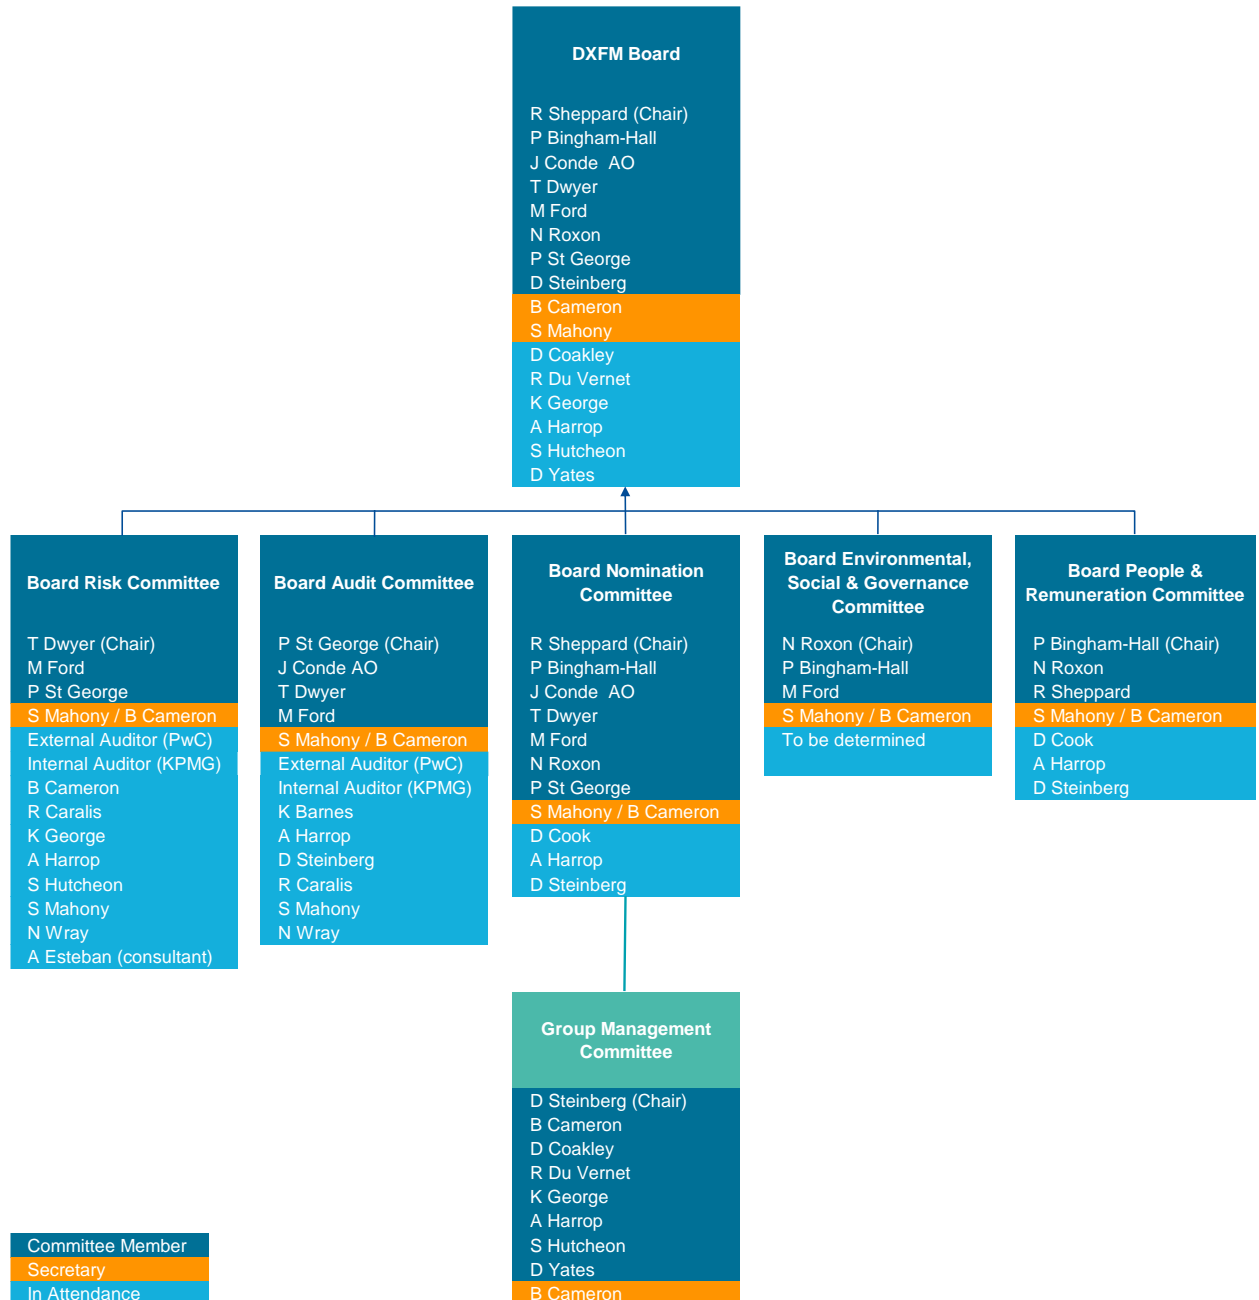 DXFM Board
R Sheppard (Chair)
P Bingham-Hall
J Conde  AO
T Dwyer
M Ford
N Roxon
P St George
D Steinberg
B Cameron
S Mahony
D Coakley
R Du Vernet
K George
A Harrop
S Hutcheon
D Yates
Board Risk Committee
T Dwyer (Chair)
M Ford
P St George
S Mahony / B Cameron
External Auditor (PwC)
Internal Auditor (KPMG)
B Cameron
R Caralis
K George
A Harrop
S Hutcheon
S Mahony
N Wray
A Esteban (consultant)
Board Audit Committee
P St George (Chair)
J Conde AO
T Dwyer
M Ford
S Mahony / B Cameron
External Auditor (PwC)
Internal Auditor (KPMG)
K Barnes
A Harrop
D Steinberg
R Caralis
S Mahony
N Wray
Board Nomination
Committee
R Sheppard (Chair)
P Bingham-Hall
J Conde  AO
T Dwyer
M Ford
N Roxon
P St George
S Mahony / B Cameron
D Cook
A Harrop
D Steinberg
Board Environmental,
Social & Governance
Committee
N Roxon (Chair)
P Bingham-Hall
M Ford
S Mahony / B Cameron
To be determined
Board People &
Remuneration Committee
P Bingham-Hall (Chair)
N Roxon
R Sheppard
S Mahony / B Cameron
D Cook
A Harrop
D Steinberg
Group Management
Committee
D Steinberg (Chair)
B Cameron
D Coakley
R Du Vernet
K George
A Harrop
S Hutcheon
D Yates
B Cameron
Committee Member
Secretary
In Attendance